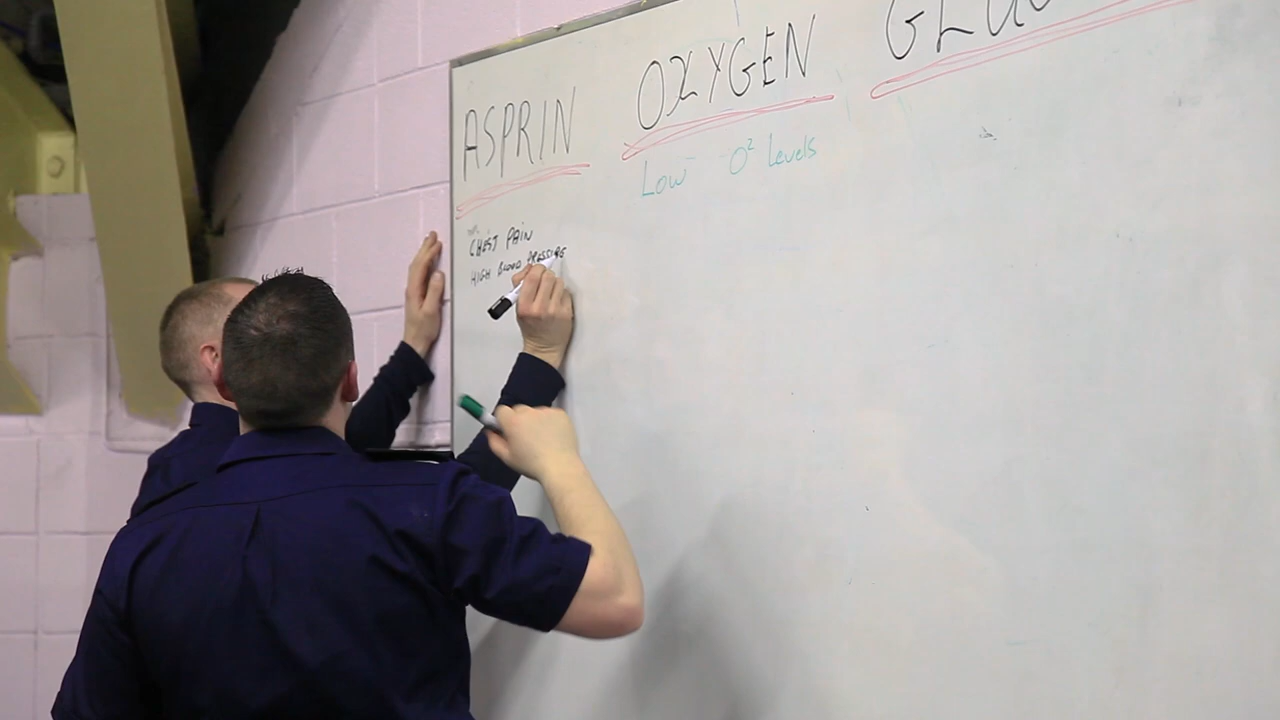 ASPRIN
CHEST PAIN
HIGH BLOOD PRESSURE
OXYGEN
Low O² Levels